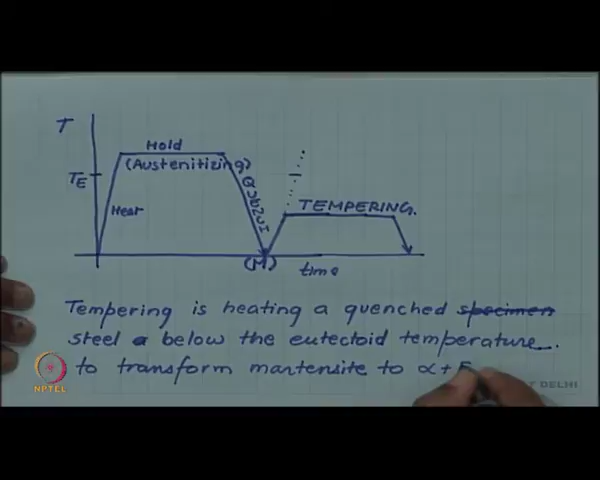 T
Hold
(Austenitizing)
TE
Heat
TEMPERING.
(M)
time
Tempering is heating a quenched specimen
steel a below the eutectoid temperature.
to transform martensite to α + F
NPTEL
T DELHI